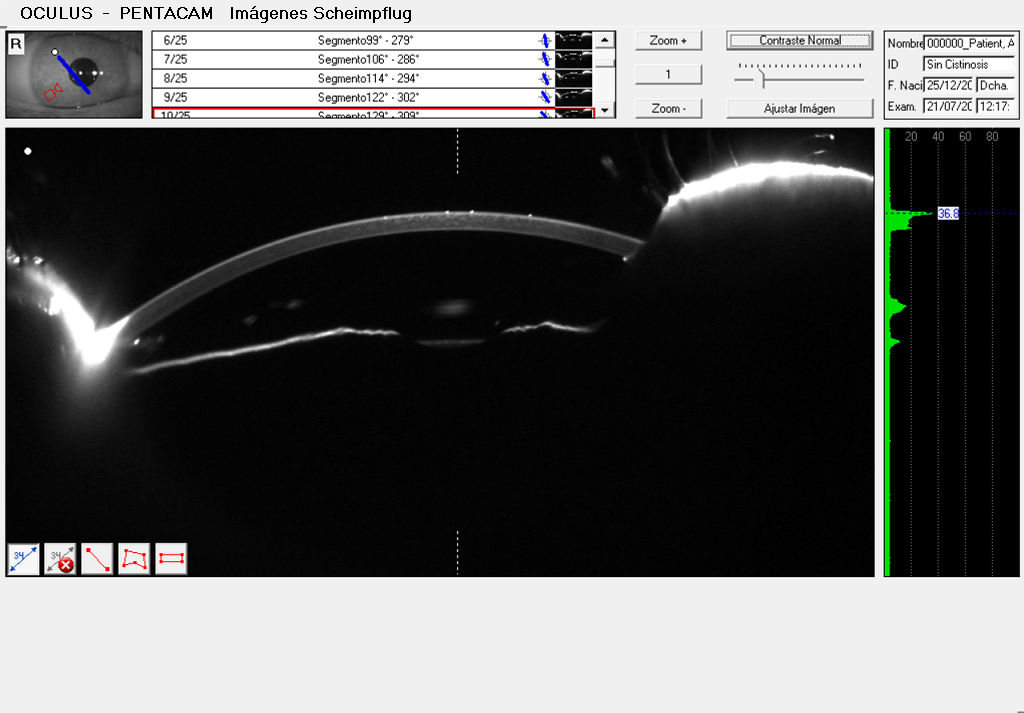 OCULUS - PENTACAM Imágenes Scheimpflug
R
6/25 Segmento99° - 279°
7/25 Segmento106° - 286°
8/25 Segmento114° - 294°
9/25 Segmento122° - 302°
10/25 Segmento129° - 309°
Zoom +
1
Zoom -
Contraste Normal
Ajustar Imágen
Nombre 000000_Patient, A
ID Sin Cistinosis
F. Naci 25/12/20 Dcha.
Exam. 21/07/20 12:17:
20 40 60 80
36.8
34
34